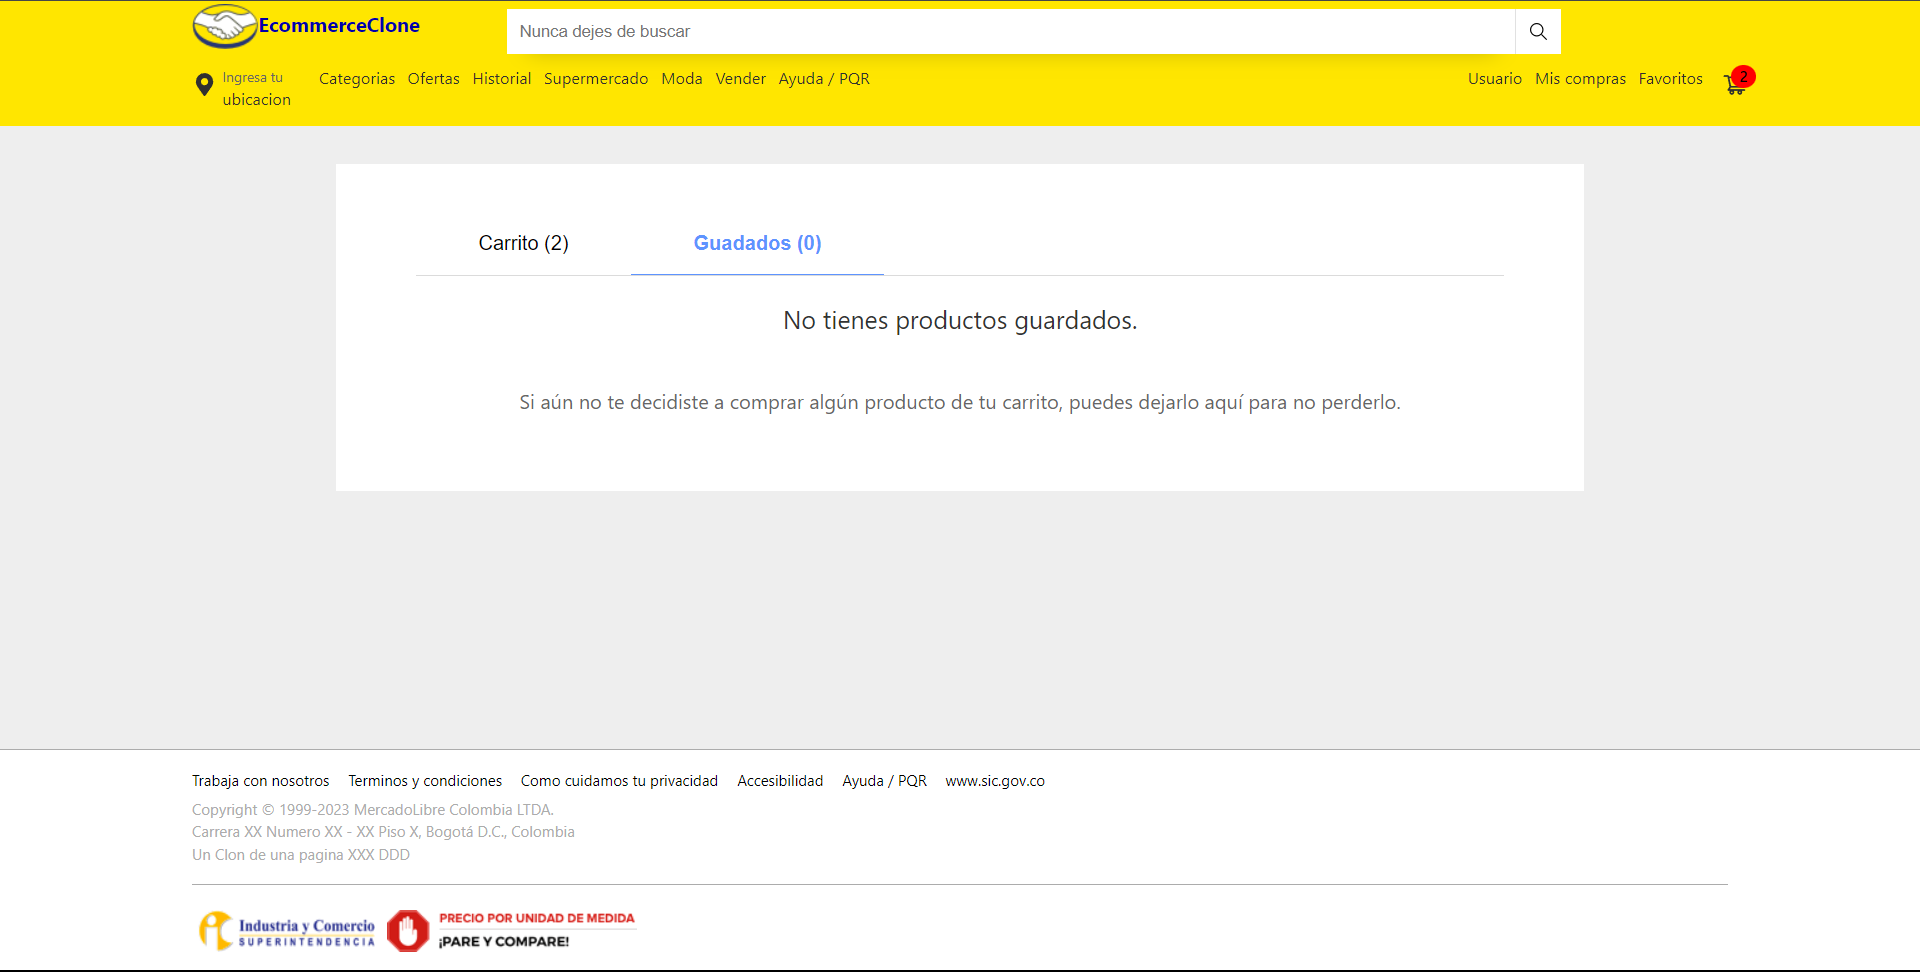 EcommerceClone
Nunca dejes de buscar
Ingresa tu
ubicacion
Categorias Ofertas Historial Supermercado Moda Vender Ayuda / PQR
Usuario Mis compras Favoritos 2
Carrito (2) Guadados (0)
No tienes productos guardados.
Si aún no te decidiste a comprar algún producto de tu carrito, puedes dejarlo aquí para no perderlo.
Trabaja con nosotros Terminos y condiciones Como cuidamos tu privacidad Accesibilidad Ayuda / PQR www.sic.gov.co
Copyright © 1999-2023 MercadoLibre Colombia LTDA.
Carrera XX Numero XX - XX Piso X, Bogotá D.C., Colombia
Un Clon de una pagina XXX DDD
Industria y Comercio
SUPERINTENDENCIA
PRECIO POR UNIDAD DE MEDIDA
¡PARE Y COMPARE!